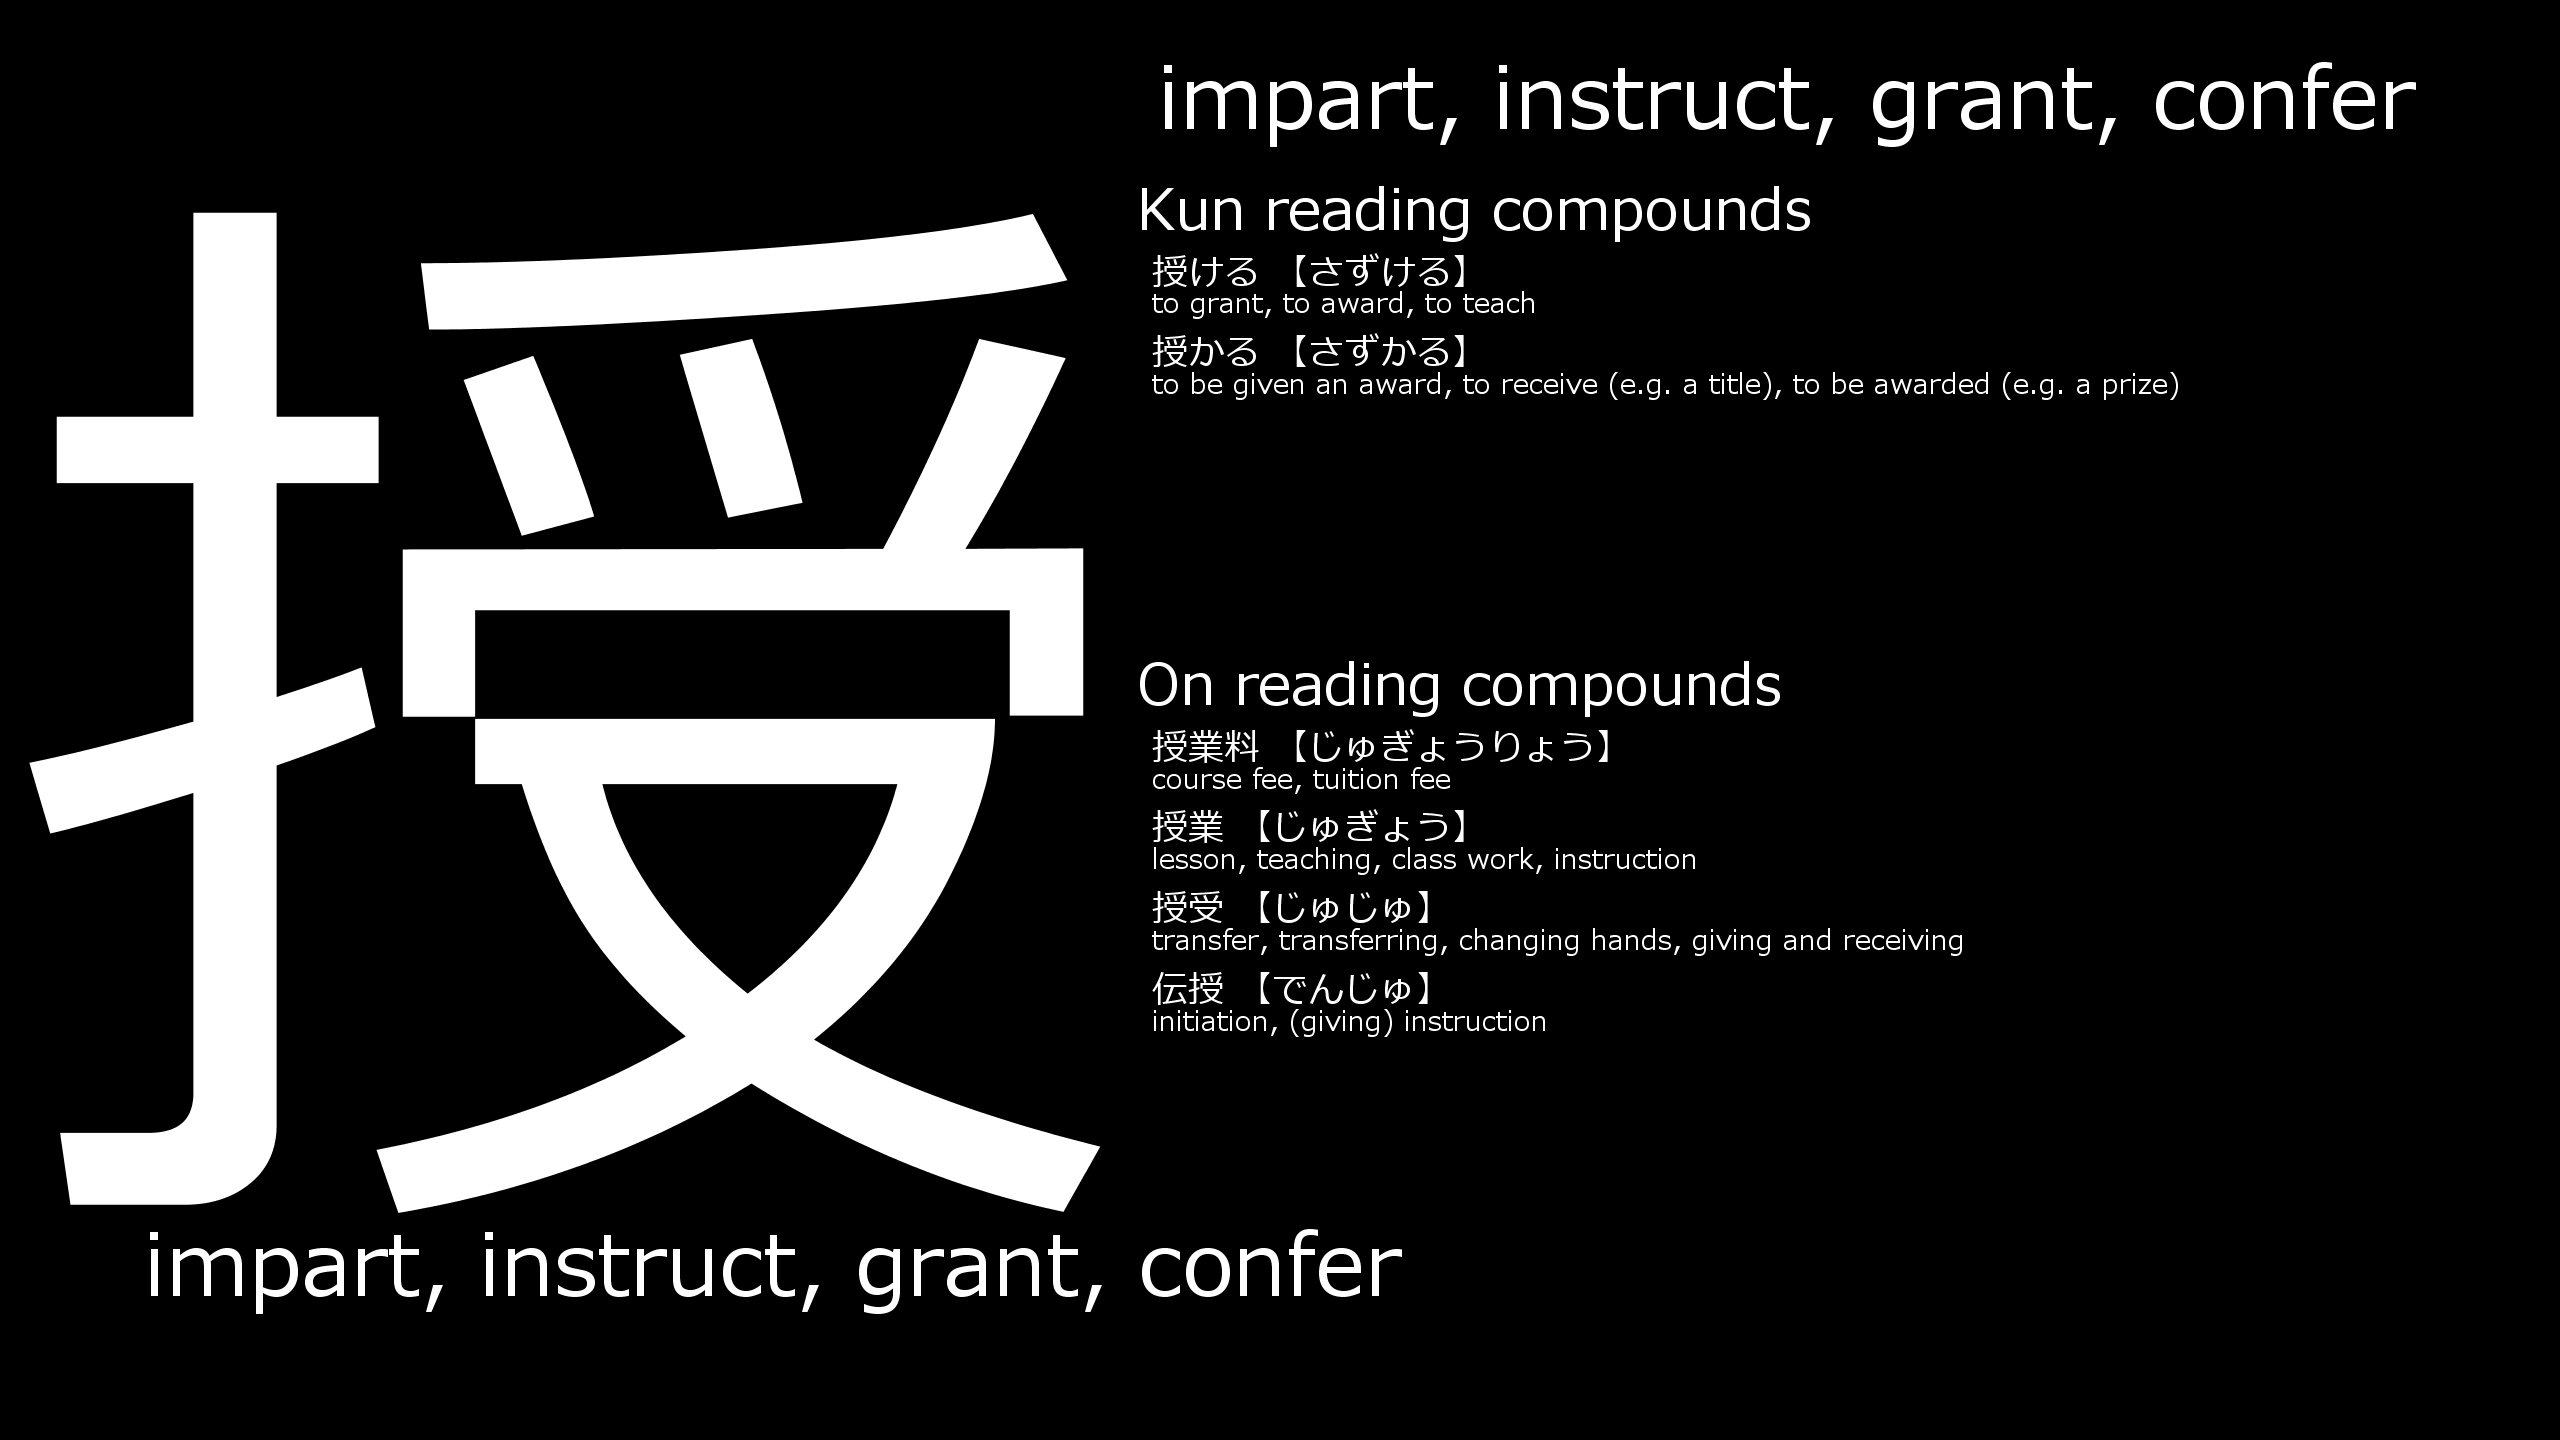 授
impart, instruct, grant, confer
impart, instruct, grant, confer
Kun reading compounds
授ける 【さずける】
to grant, to award, to teach
授かる 【さずかる】
to be given an award, to receive (e.g. a title), to be awarded (e.g. a prize)
On reading compounds
授業料 【じゅぎょうりょう】
course fee, tuition fee
授業 【じゅぎょう】
lesson, teaching, class work, instruction
授受 【じゅじゅ】
transfer, transferring, changing hands, giving and receiving
伝授 【でんじゅ】
initiation, (giving) instruction